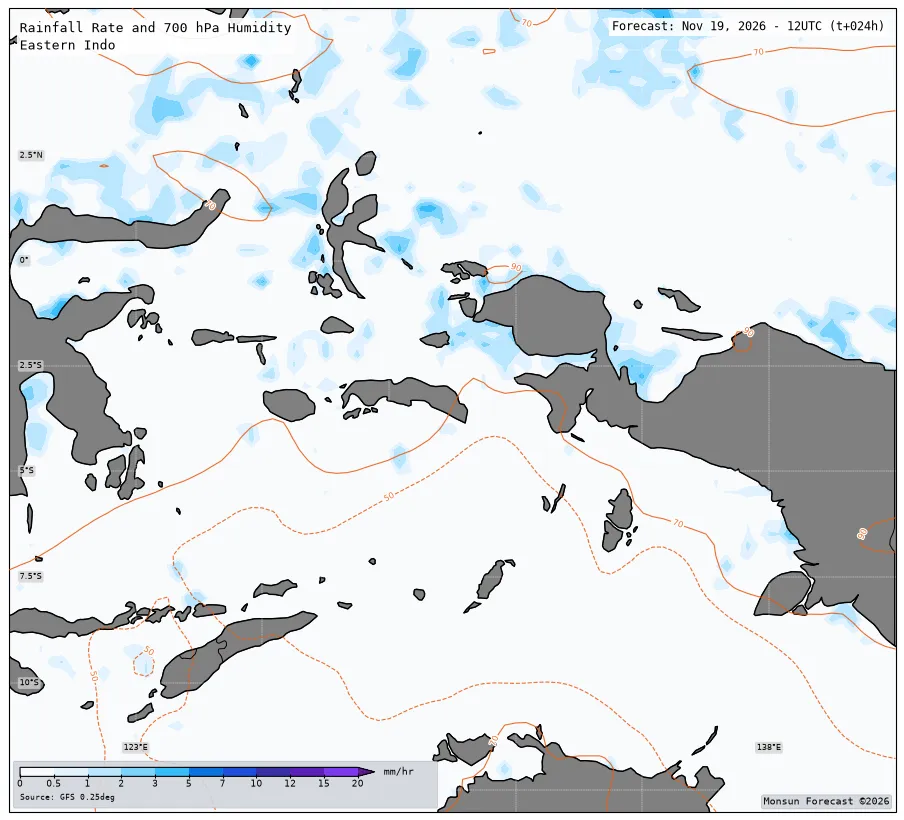 Rainfall Rate and 700 hPa Humidity
Eastern Indo
Forecast: Nov 19, 2026 - 12UTC (t+024h)
70
70
2.5°N
70
0°
90
90
2.5°S
5°S
50
70
90
7.5°S
50
50
10°S
70
123°E
138°E
0 0.5 1 2 3 5 7 10 12 15 20 mm/hr
Source: GFS 0.25deg
Monsun Forecast ©2026